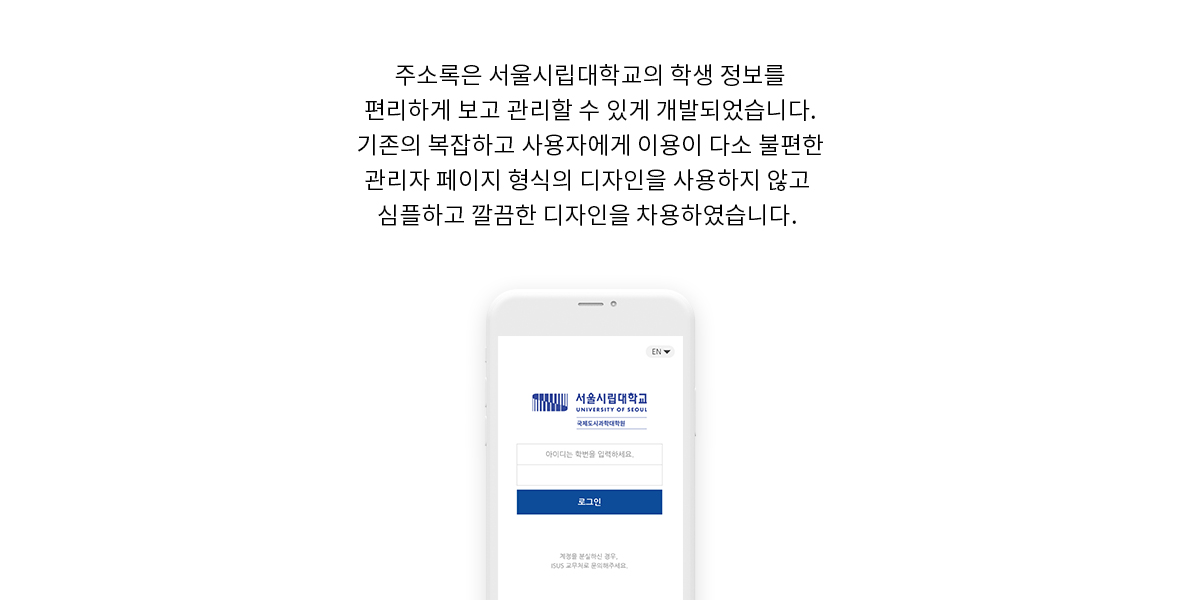 주소록은 서울시립대학교의 학생 정보를
편리하게 보고 관리할 수 있게 개발되었습니다.
기존의 복잡하고 사용자에게 이용이 다소 불편한
관리자 페이지 형식의 디자인을 사용하지 않고
심플하고 깔끔한 디자인을 차용하였습니다.
EN
서울시립대학교
UNIVERSITY OF SEOUL
국제도시과학대학원
아이디는 학번을 입력하세요.
로그인
계정을 분실하신 경우,
ISUS 교무처로 문의해주세요.